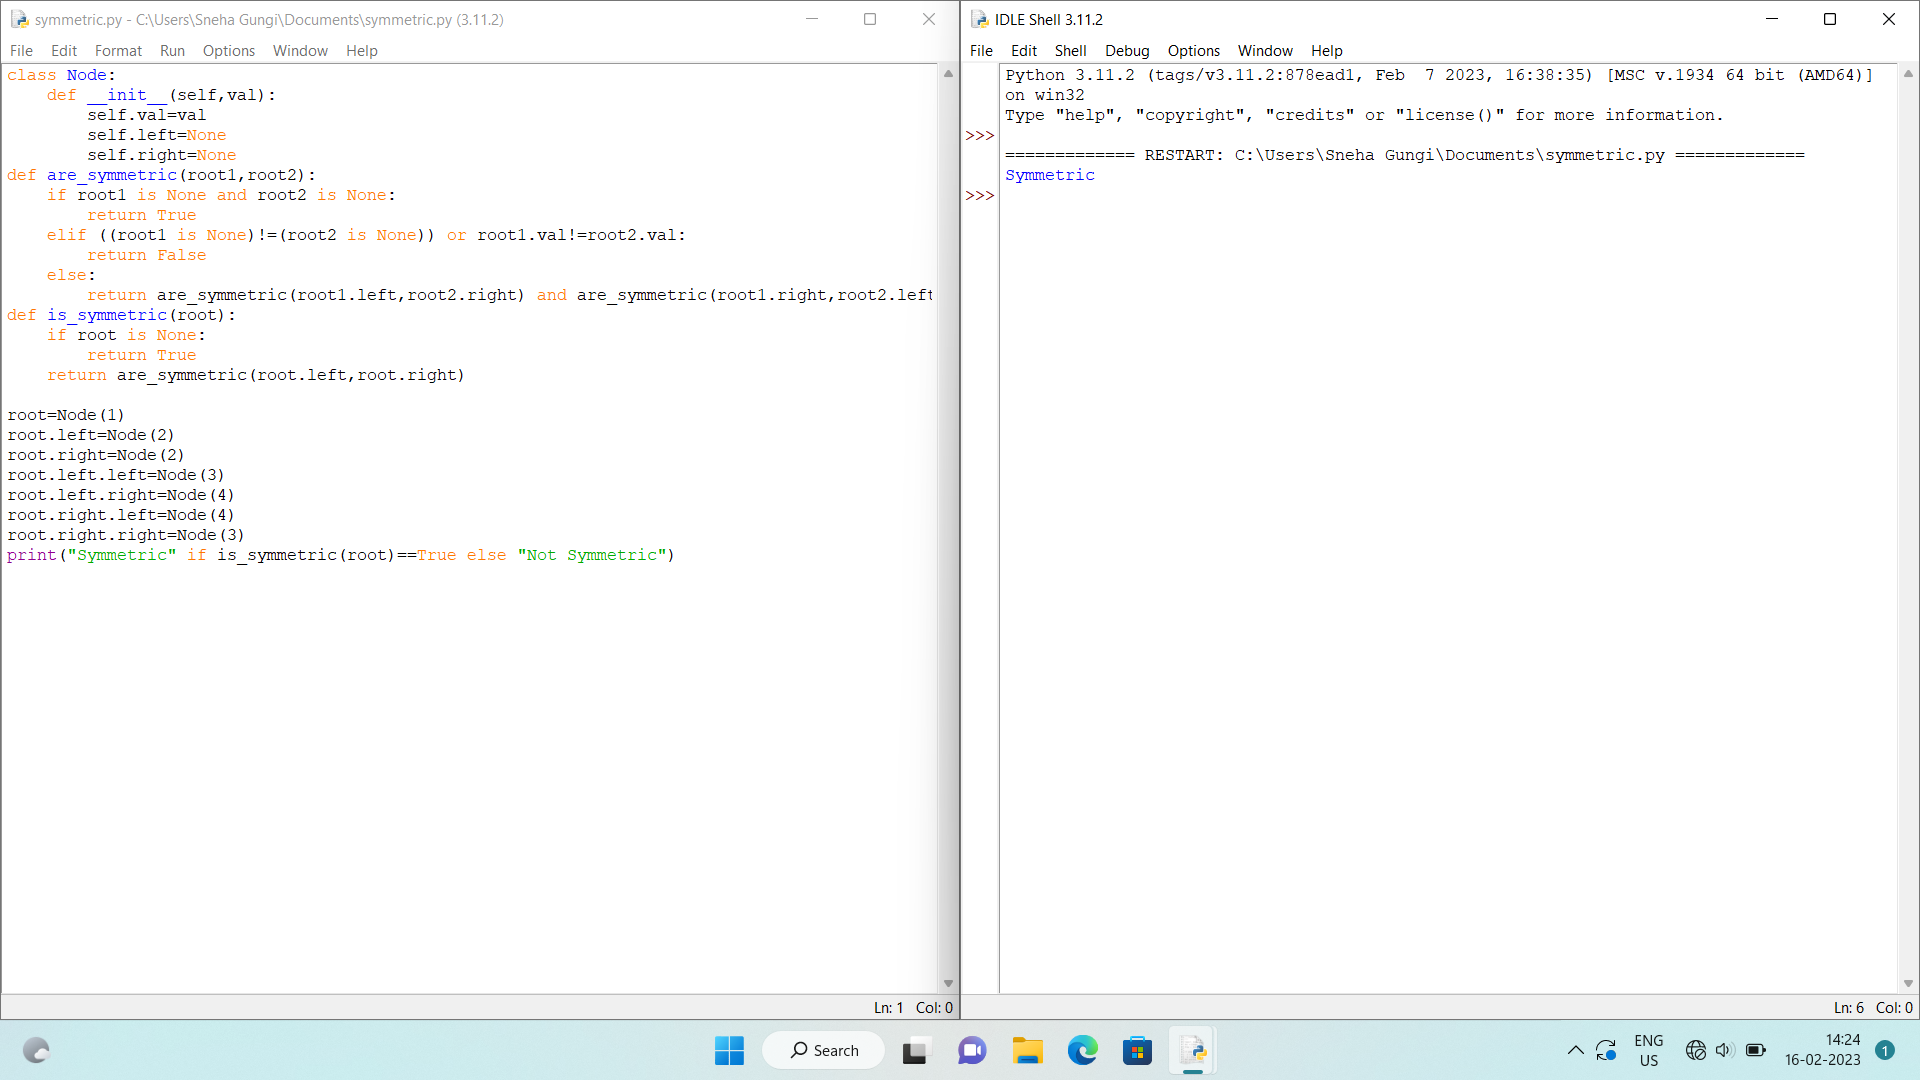 symmetric.py - C:\Users\Sneha Gungi\Documents\symmetric.py (3.11.2)
File Edit Format Run Options Window Help
class Node:
    def __init__(self,val):
        self.val=val
        self.left=None
        self.right=None
def are_symmetric(root1,root2):
    if root1 is None and root2 is None:
        return True
    elif ((root1 is None)!=(root2 is None)) or root1.val!=root2.val:
        return False
    else:
        return are_symmetric(root1.left,root2.right) and are_symmetric(root1.right,root2.left
def is_symmetric(root):
    if root is None:
        return True
    return are_symmetric(root.left,root.right)

root=Node(1)
root.left=Node(2)
root.right=Node(2)
root.left.left=Node(3)
root.left.right=Node(4)
root.right.left=Node(4)
root.right.right=Node(3)
print("Symmetric" if is_symmetric(root)==True else "Not Symmetric")
Ln: 1 Col: 0
IDLE Shell 3.11.2
File Edit Shell Debug Options Window Help
Python 3.11.2 (tags/v3.11.2:878ead1, Feb  7 2023, 16:38:35) [MSC v.1934 64 bit (AMD64)]
on win32
Type "help", "copyright", "credits" or "license()" for more information.
>>>
============= RESTART: C:\Users\Sneha Gungi\Documents\symmetric.py =============
Symmetric
>>>
Ln: 6 Col: 0
Search
ENG
US
14:24
16-02-2023
1